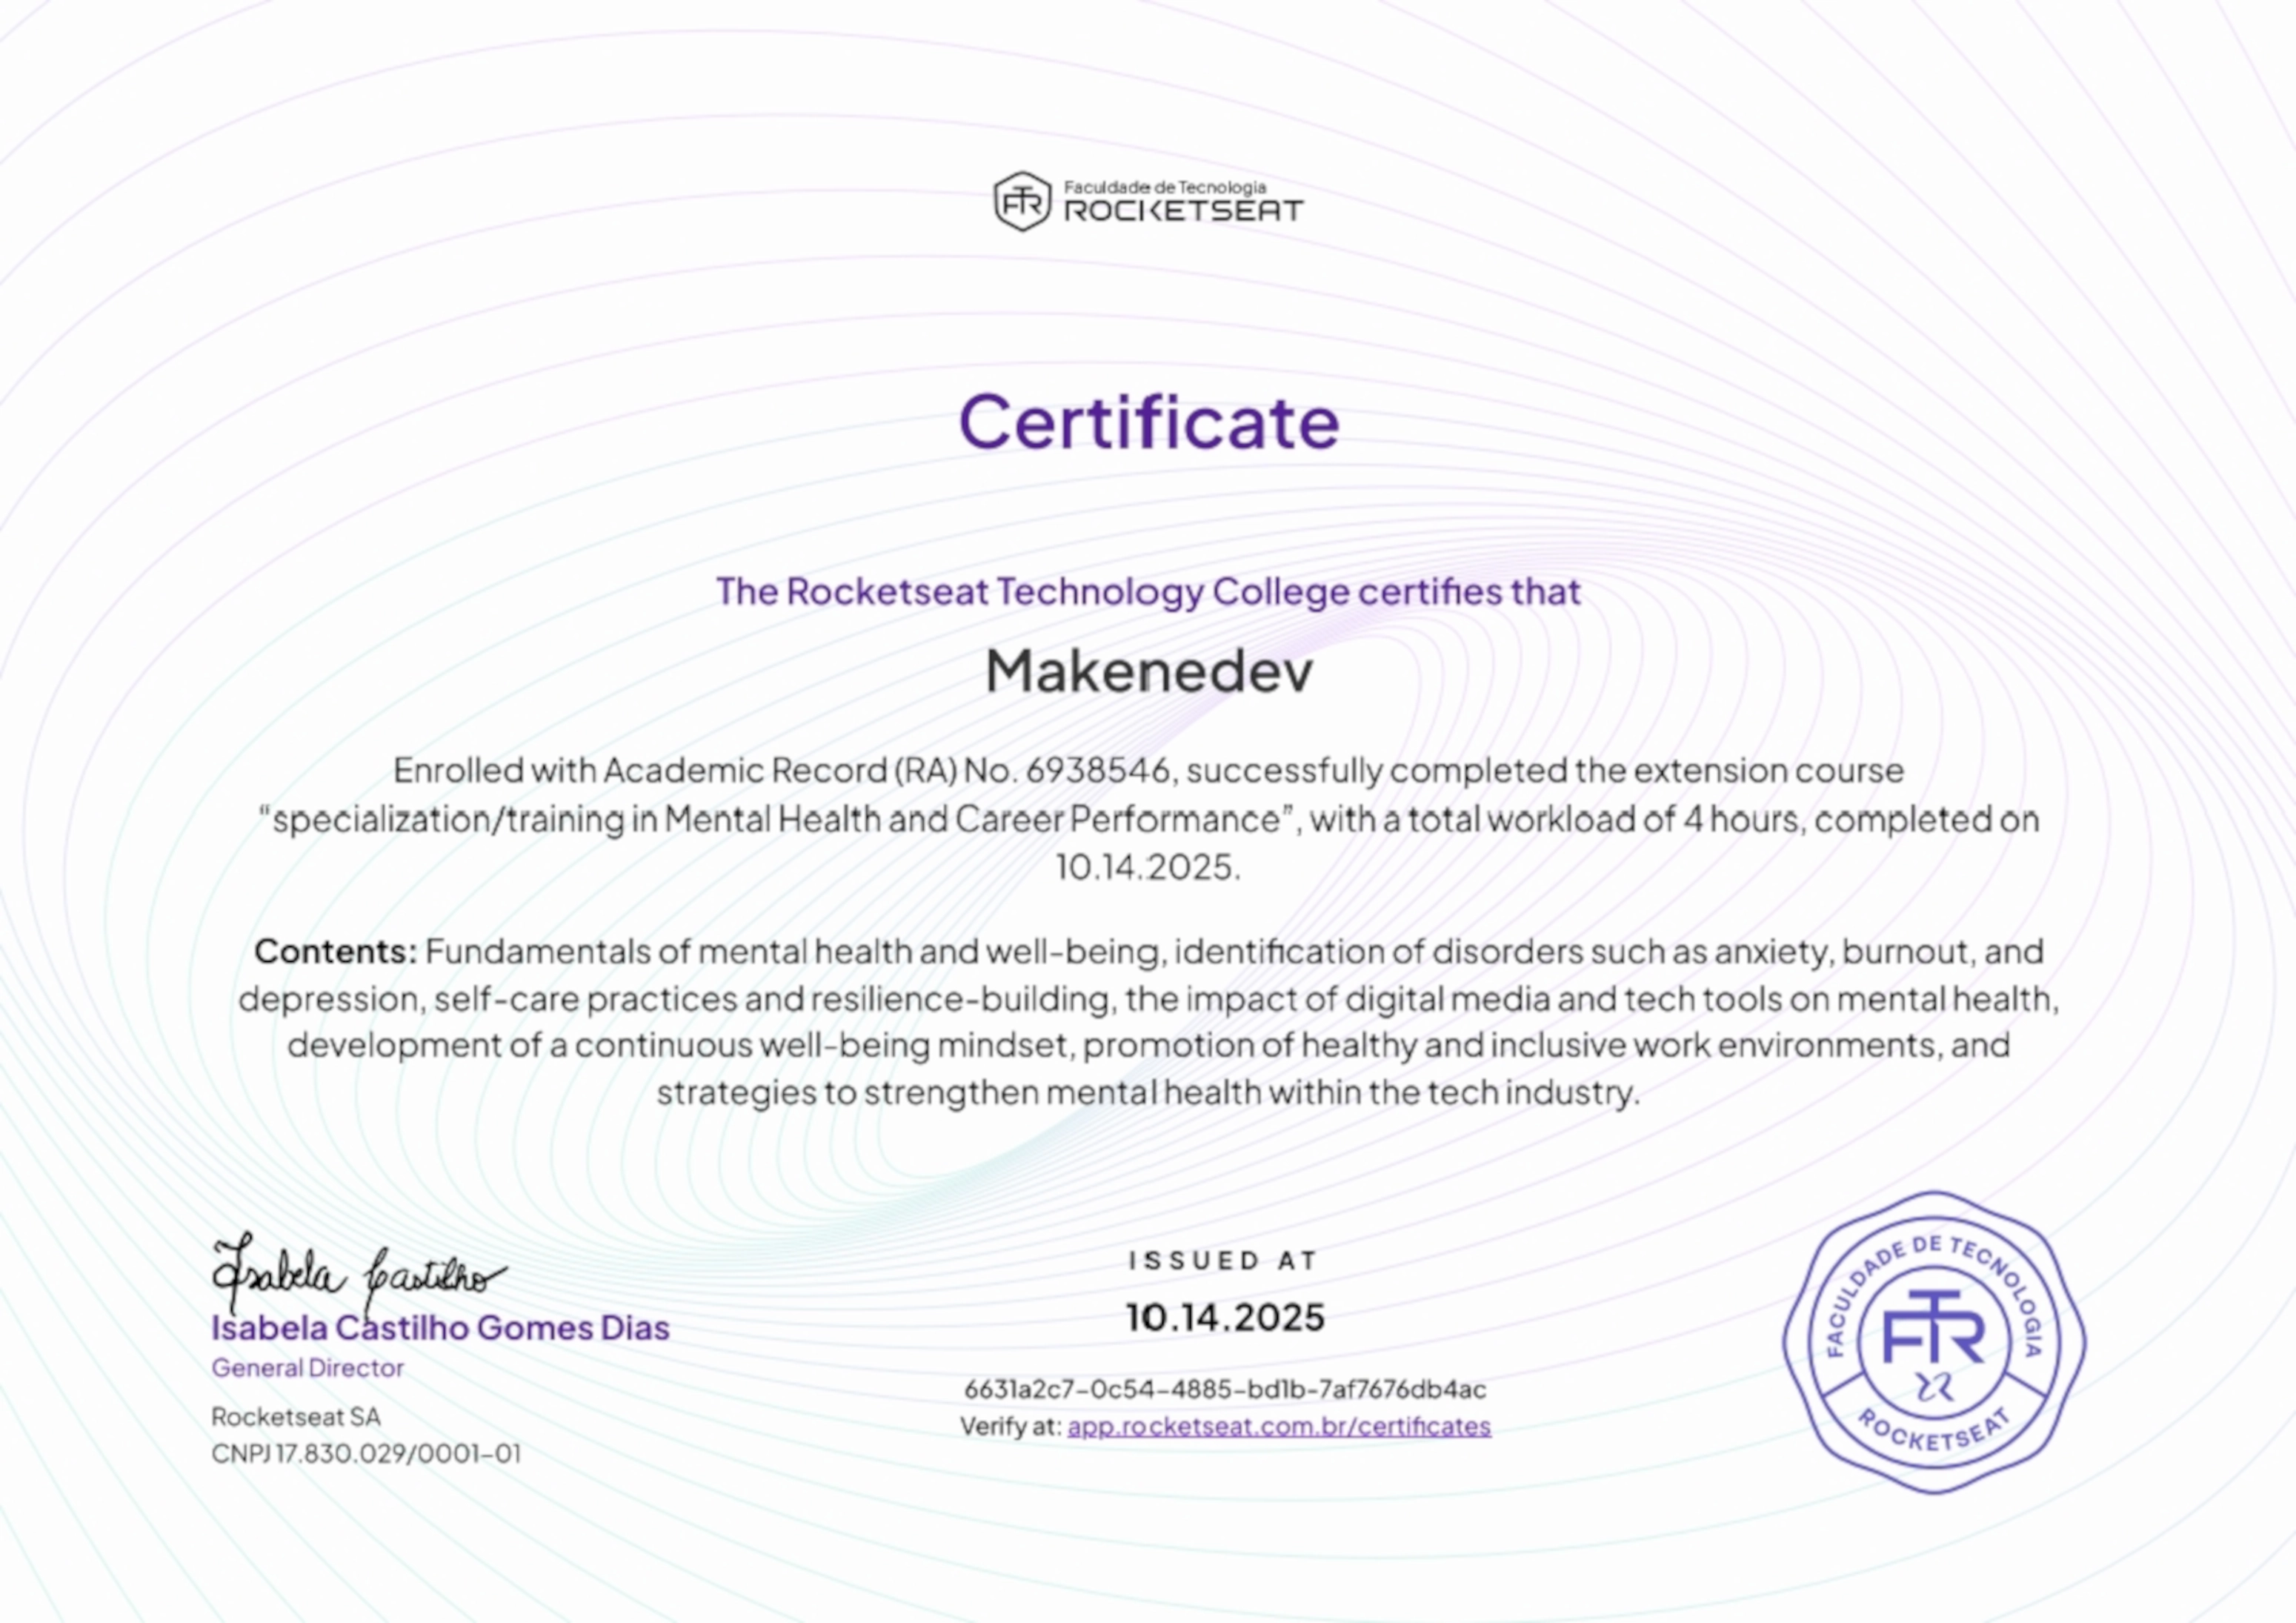 Faculdade de Tecnologia
ROCKETSEAT
Certificate
The Rocketseat Technology College certifies that
Makenedev
Enrolled with Academic Record (RA) No. 6938546, successfully completed the extension course
“specialization/training in Mental Health and Career Performance”, with a total workload of 4 hours, completed on
10.14.2025.
Contents: Fundamentals of mental health and well-being, identification of disorders such as anxiety, burnout, and
depression, self-care practices and resilience-building, the impact of digital media and tech tools on mental health,
development of a continuous well-being mindset, promotion of healthy and inclusive work environments, and
strategies to strengthen mental health within the tech industry.
Isabela Castilho
Isabela Castilho Gomes Dias
General Director
Rocketseat SA
CNPJ 17.830.029/0001-01
ISSUED AT
10.14.2025
6631a2c7-0c54-4885-bd1b-7af7676db4ac
Verify at: app.rocketseat.com.br/certificates
FACULDADE DE TECNOLOGIA
FTR
ROCKETSEAT